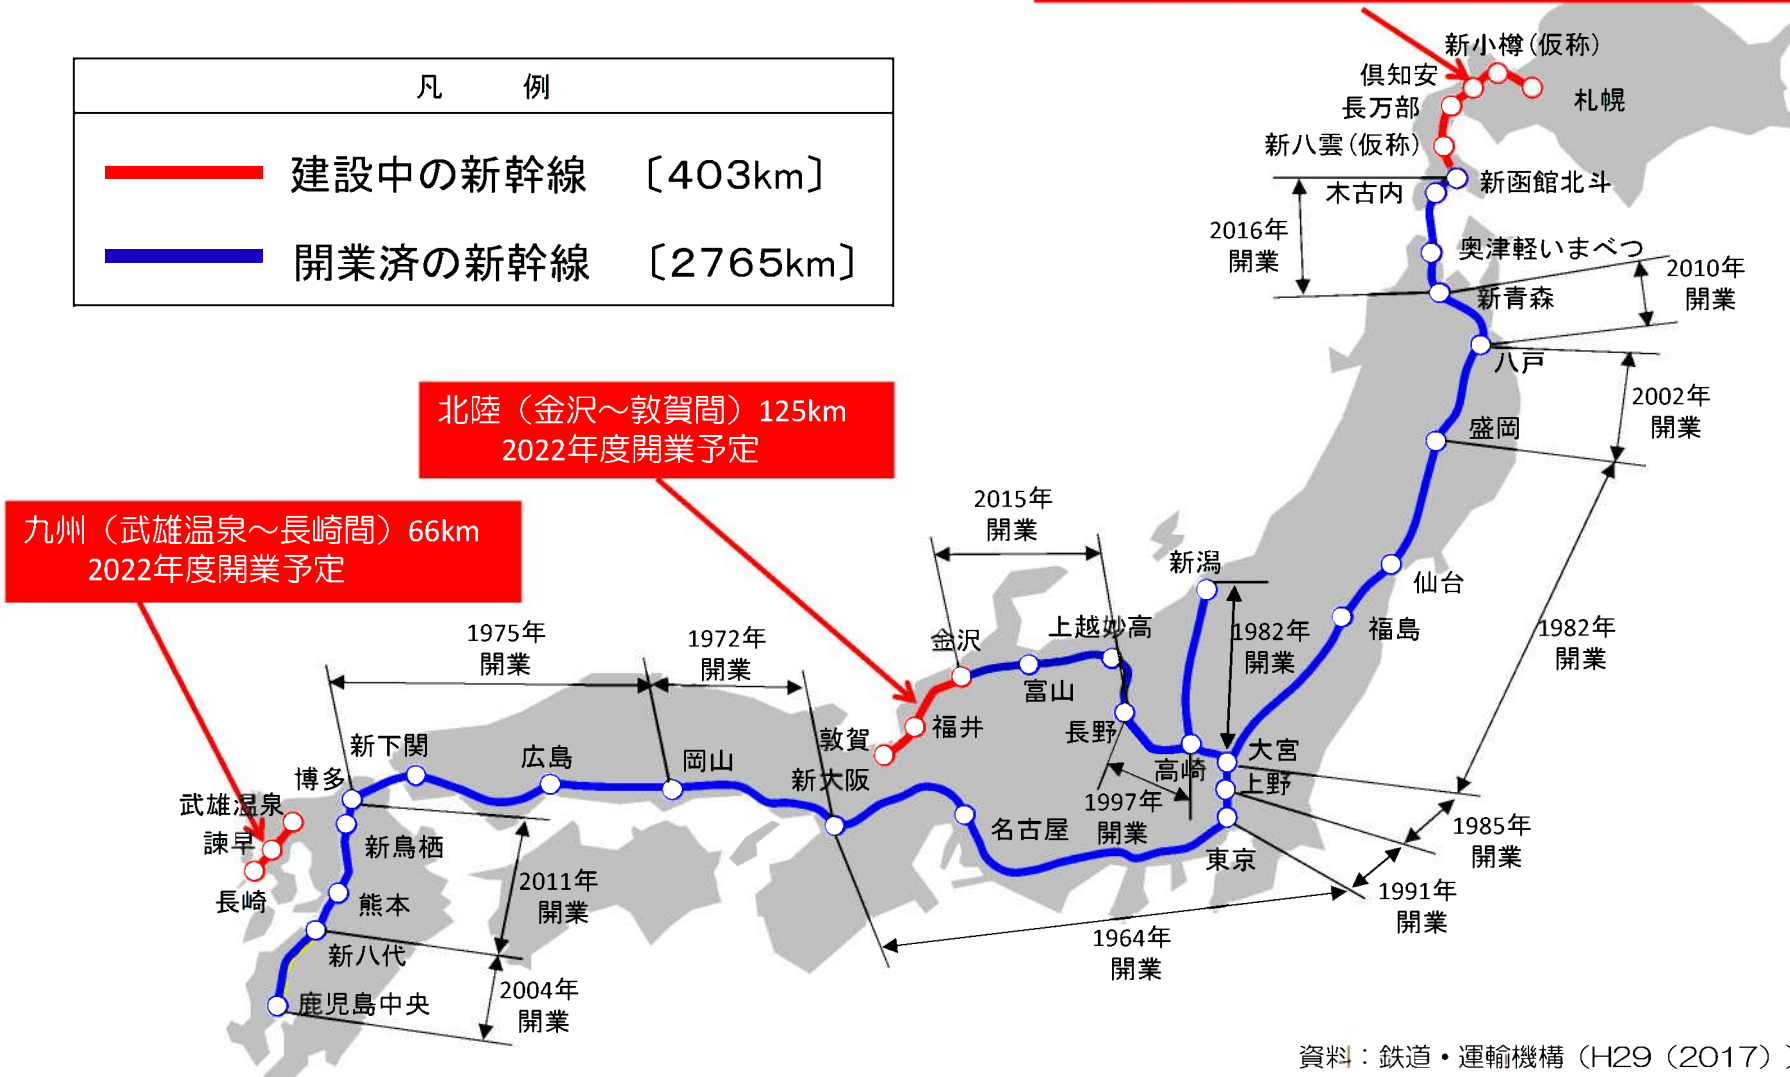 凡 例
建設中の新幹線 〔403km〕
開業済の新幹線 〔2765km〕
新小樽(仮称)
倶知安
長万部
札幌
新八雲(仮称)
新函館北斗
木古内
2016年
開業
奥津軽いまべつ
2010年
開業
新青森
八戸
2002年
開業
盛岡
北陸（金沢～敦賀間）125km
2022年度開業予定
九州（武雄温泉～長崎間）66km
2022年度開業予定
2015年
開業
新潟
仙台
福島
1982年
開業
1982年
開業
1975年
開業
1972年
開業
金沢
上越妙高
富山
福井
敦賀
長野
高崎
大宮
上野
東京
1997年
開業
1985年
開業
1991年
開業
1964年
開業
新下関
広島
岡山
新大阪
名古屋
博多
武雄温泉
諫早
長崎
新鳥栖
熊本
新八代
鹿児島中央
2011年
開業
2004年
開業
資料：鉄道・運輸機構（H29（2017））